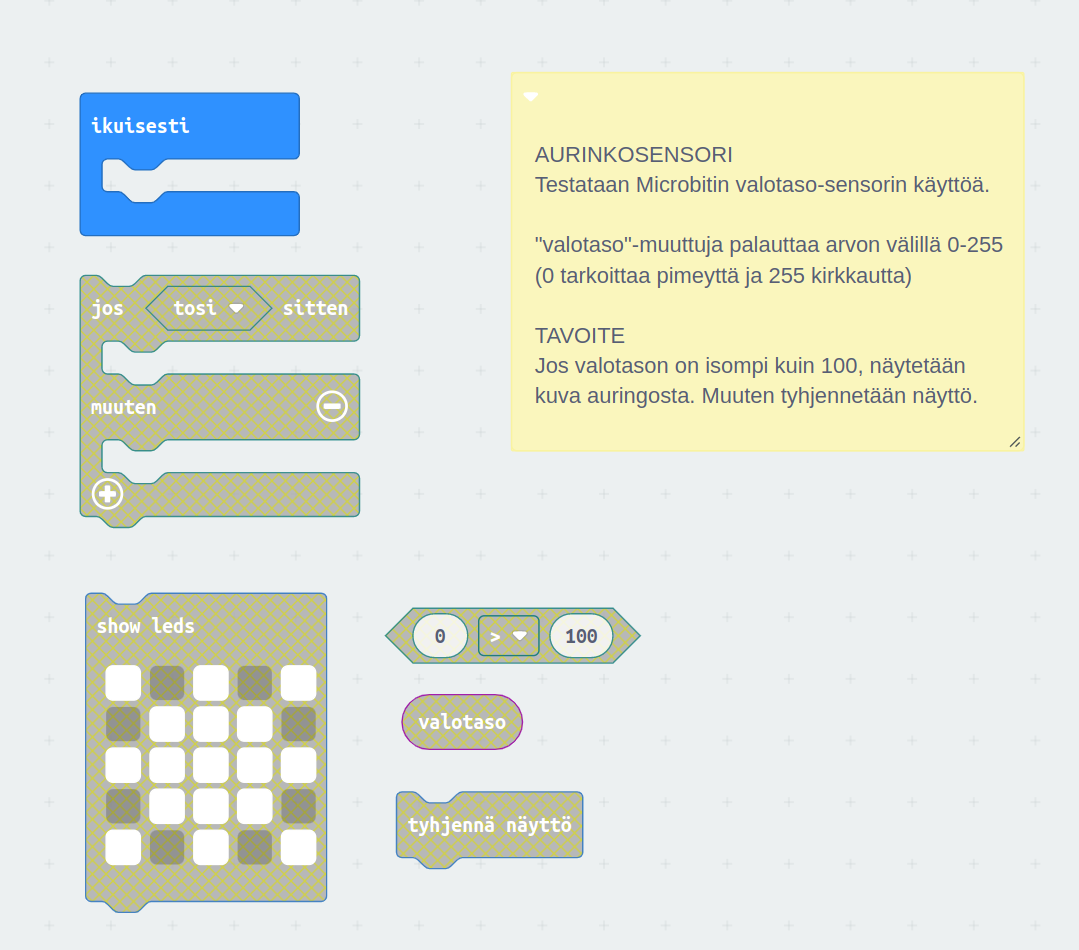 ikuisesti
AURINKOSENSORI
Testataan Microbitin valotaso-sensorin käyttöä.
"valotaso"-muuttuja palauttaa arvon välillä 0-255
(0 tarkoittaa pimeyttä ja 255 kirkkautta)
TAVOITE
Jos valotason on isompi kuin 100, näytetään
kuva auringosta. Muuten tyhjennetään näyttö.
jos tosi sitten
muuten
show leds
0 > 100
valotaso
tyhjennä näyttö